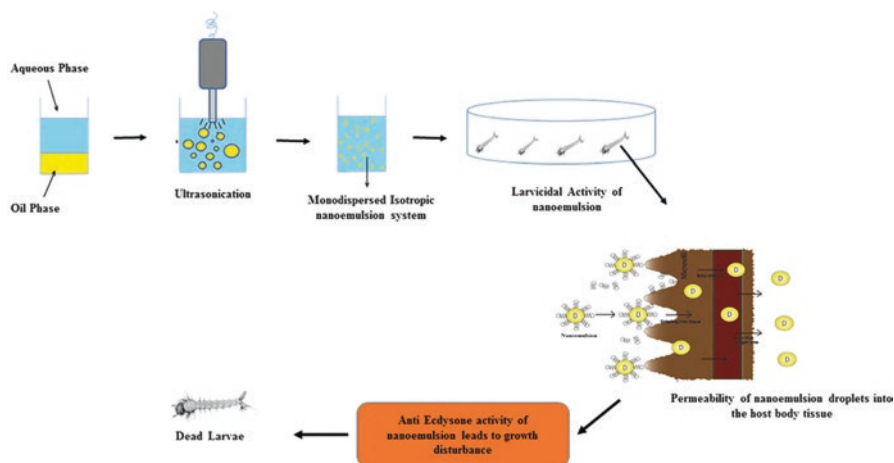 Aqueous Phase
Oil Phase
Ultrasonication
Monodispersed Isotropic
nanoemulsion system
Larvicidal Activity of
nanoemulsion
D
D
D
D
D
D
D
D
D
D
D
Nanoemulsion
Permeability of nanoemulsion droplets into
the host body tissue
Anti Ecdysone activity of
nanoemulsion leads to growth
disturbance
Dead Larvae